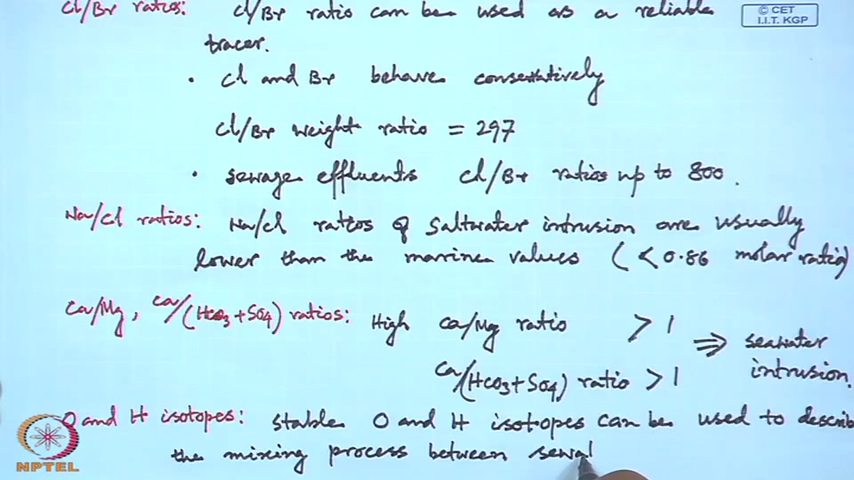 Cl/Br ratios: Cl/Br ratio can be used as a reliable
© CET
I.I.T. KGP
tracer.
• Cl and Br behave conservatively
Cl/Br weight ratio = 297
• sewage effluents Cl/Br ratios up to 800.
Na/Cl ratios: Na/Cl ratios of saltwater intrusion are usually
lower than the marine values (< 0.86 molar ratio)
Ca/Mg, Ca/(HCO3+SO4) ratios: High Ca/Mg ratio > 1
Ca/(HCO3+SO4) ratio > 1
⇒ seawater
intrusion.
O and H isotopes: stable O and H isotopes can be used to describ
the mixing process between
NPTEL